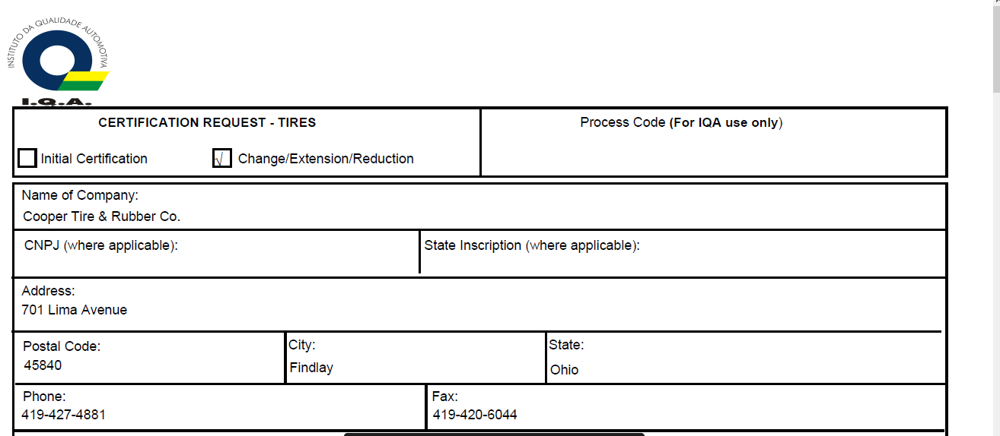 INSTITUTO DA QUALIDADE AUTOMOTIVA
I.Q.A.
CERTIFICATION REQUEST - TIRES
Process Code (For IQA use only)
Initial Certification
Change/Extension/Reduction
Name of Company:
Cooper Tire & Rubber Co.
CNPJ (where applicable):
State Inscription (where applicable):
Address:
701 Lima Avenue
Postal Code:
45840
City:
Findlay
State:
Ohio
Phone:
419-427-4881
Fax:
419-420-6044